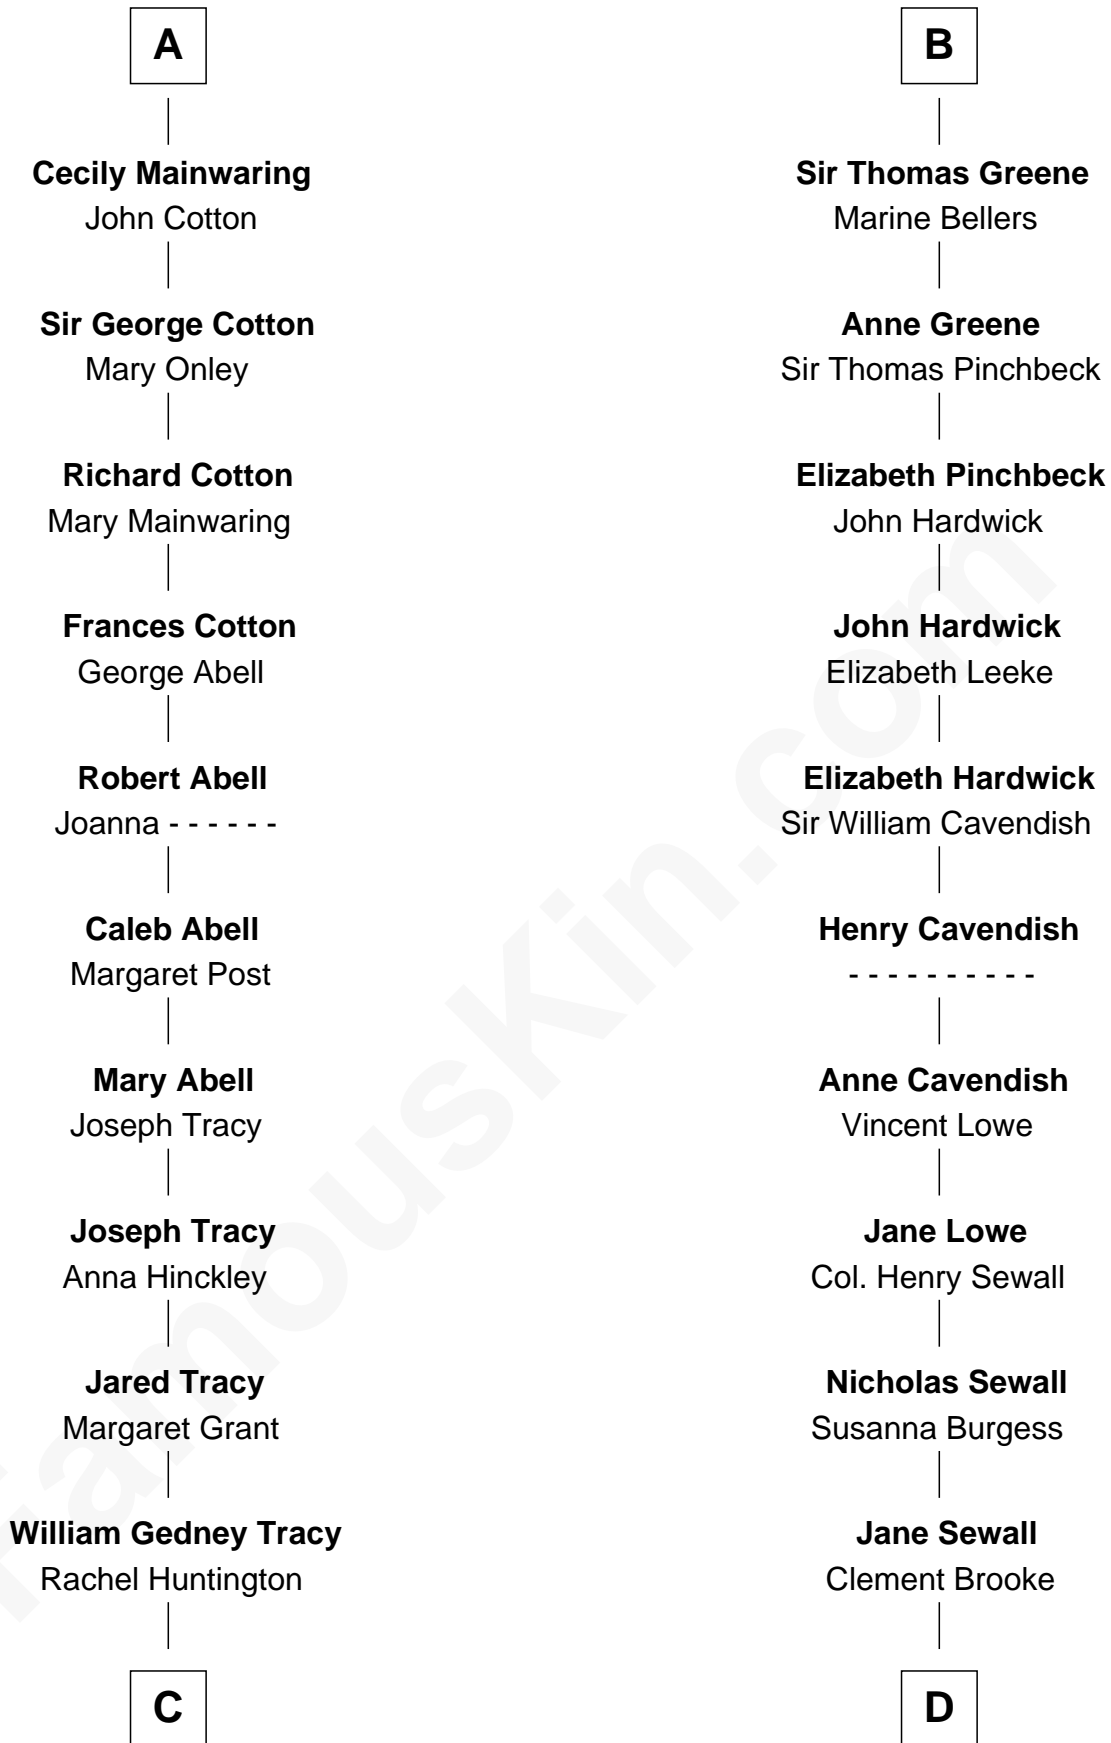 A
Cecily Mainwaring
John Cotton
Sir George Cotton
Mary Onley
Richard Cotton
Mary Mainwaring
Frances Cotton
George Abell
Robert Abell
Joanna - - - - - -
Caleb Abell
Margaret Post
Mary Abell
Joseph Tracy
Joseph Tracy
Anna Hinckley
Jared Tracy
Margaret Grant
William Gedney Tracy
Rachel Huntington
C
B
Sir Thomas Greene
Marine Bellers
Anne Greene
Sir Thomas Pinchbeck
Elizabeth Pinchbeck
John Hardwick
John Hardwick
Elizabeth Leeke
Elizabeth Hardwick
Sir William Cavendish
Henry Cavendish
- - - - - - - - - -
Anne Cavendish
Vincent Lowe
Jane Lowe
Col. Henry Sewall
Nicholas Sewall
Susanna Burgess
Jane Sewall
Clement Brooke
D
FamousKin.com